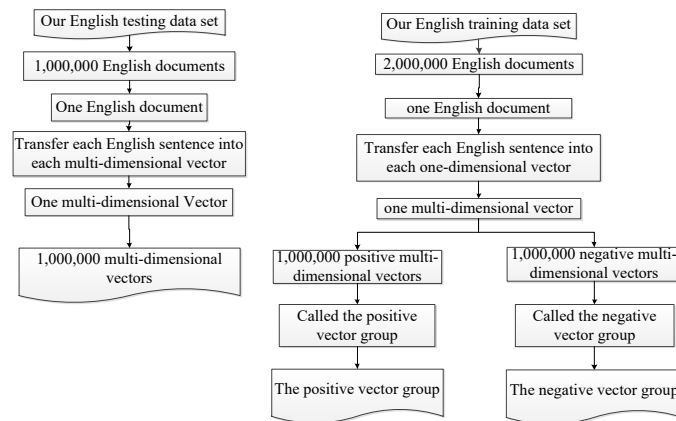 Our English testing data set
1,000,000 English documents
One English document
Transfer each English sentence into
each multi-dimensional vector
One multi-dimensional Vector
1,000,000 multi-dimensional
vectors
Our English training data set
2,000,000 English documents
one English document
Transfer each English sentence into
each one-dimensional vector
one multi-dimensional vector
1,000,000 positive multi-
dimensional vectors
Called the positive
vector group
The positive vector group
1,000,000 negative multi-
dimensional vectors
Called the negative
vector group
The negative vector group